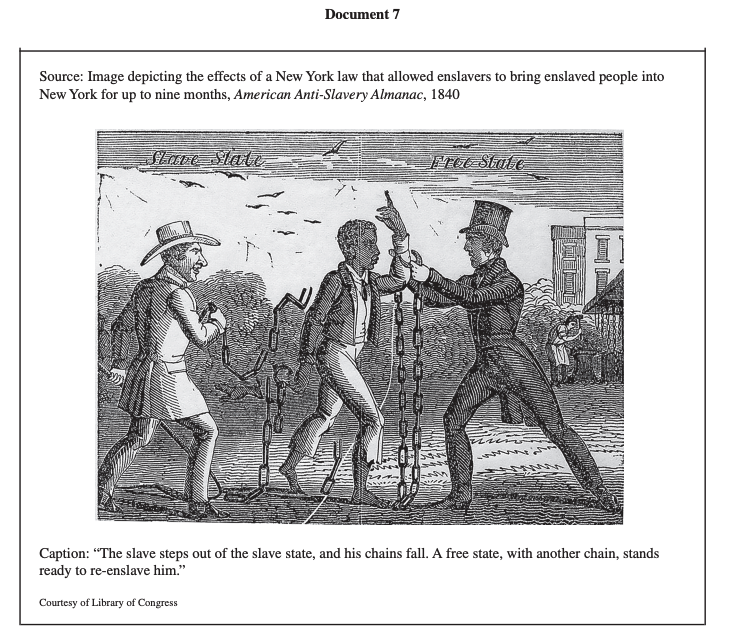 Document 7
Source: Image depicting the effects of a New York law that allowed enslavers to bring enslaved people into
New York for up to nine months, American Anti-Slavery Almanac, 1840
Slave State
Free State
Caption: “The slave steps out of the slave state, and his chains fall. A free state, with another chain, stands
ready to re-enslave him.”
Courtesy of Library of Congress